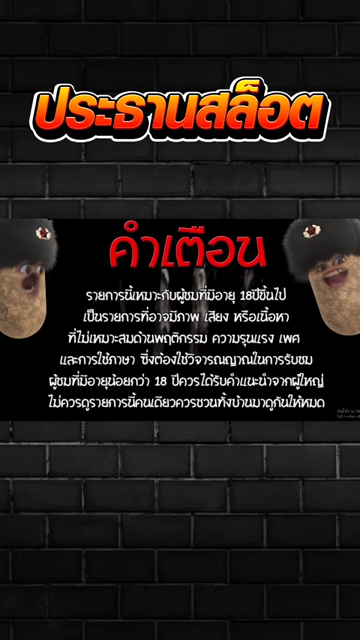 ประธานสล็อต
คำเตือน
รายการนี้เหมาะกับผู้ชมที่มีอายุ 18ปีขึ้นไป
เป็นรายการที่อาจมีภาพ เสียง หรือเนื้อหา
ที่ไม่เหมาะสมด้านพฤติกรรม ความรุนแรง เพศ
และการใช้ภาษา ซึ่งต้องใช้วิจารณญาณในการรับชม
ผู้ชมที่มีอายุน้อยกว่า 18 ปีควรได้รับคำแนะนำจากผู้ใหญ่
ไม่ควรดูรายการนี้คนเดียวควรชวนทั้งบ้านมาดูกันให้หมด